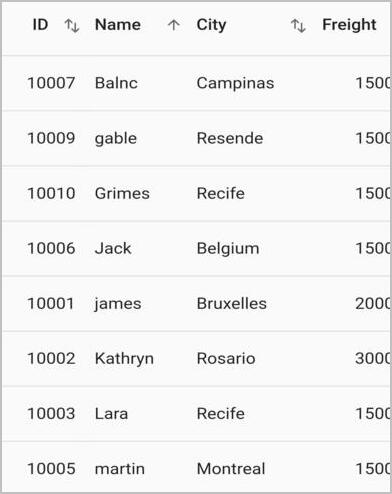 ID Name City Freight
10007 Balnc Campinas 1500
10009 gable Resende 1500
10010 Grimes Recife 1500
10006 Jack Belgium 1500
10001 james Bruxelles 2000
10002 Kathryn Rosario 3000
10003 Lara Recife 1500
10005 martin Montreal 1500